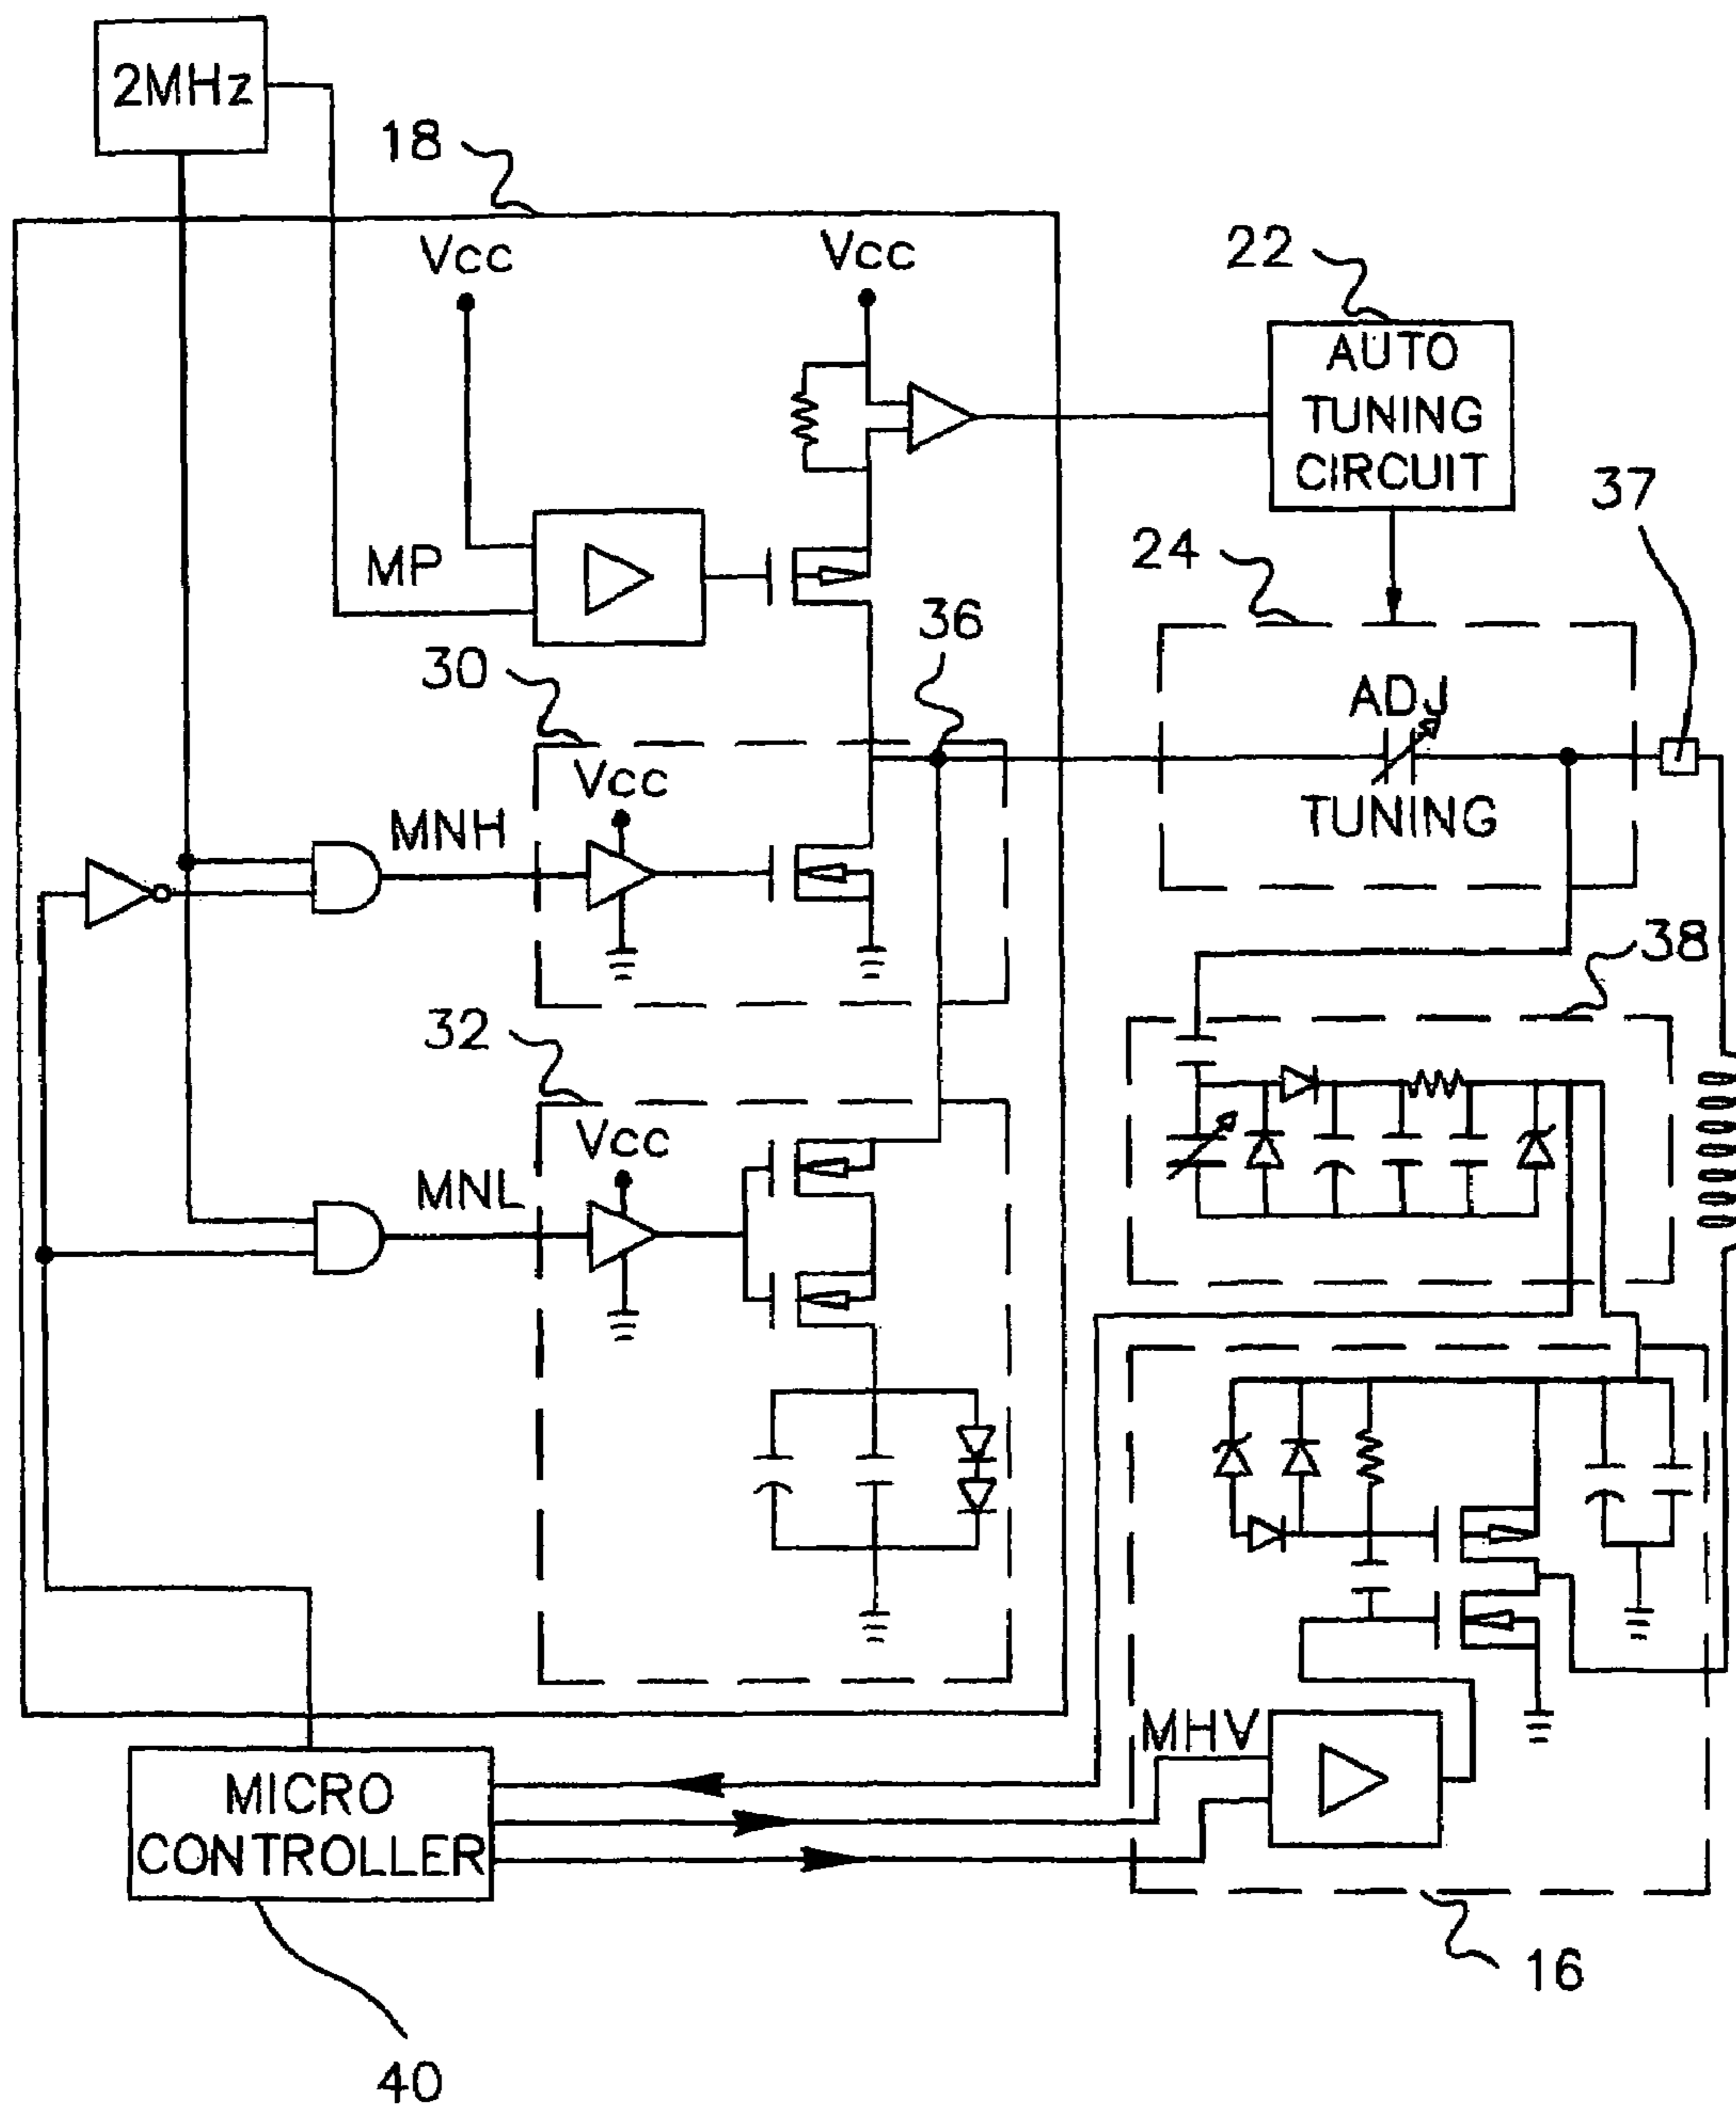 2MHz
18
Vcc
Vcc
22
AUTO
TUNING
CIRCUIT
37
MP
24
36
30
ADJ
Vcc
TUNING
MNH
38
32
Vcc
MNL
MHV
MICRO
CONTROLLER
16
40